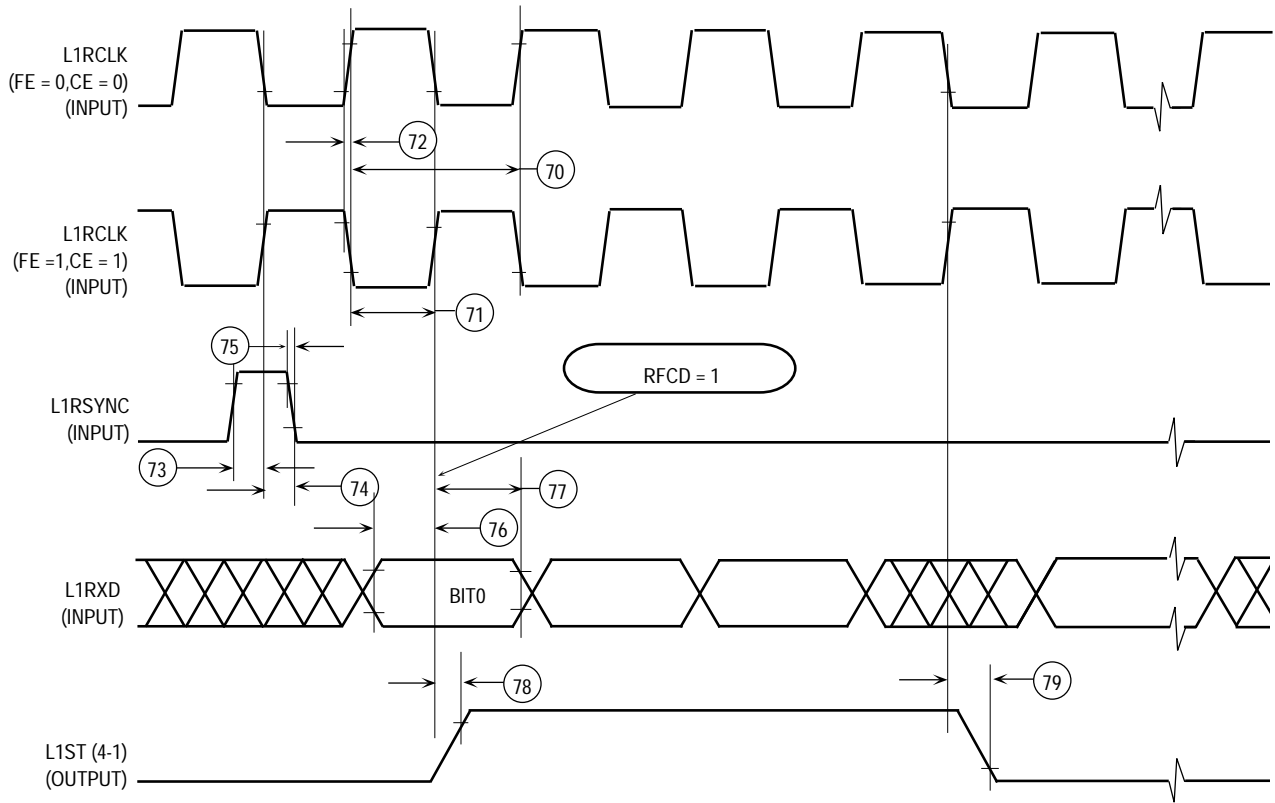 L1RCLK
(FE = 0,CE = 0)
(INPUT)
72
70
L1RCLK
(FE =1,CE = 1)
(INPUT)
71
75
RFCD = 1
L1RSYNC
(INPUT)
73
74
77
76
L1RXD
(INPUT)
BIT0
78
79
L1ST (4-1)
(OUTPUT)